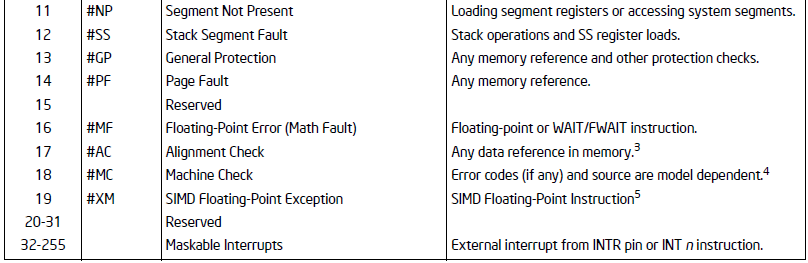 11 #NP Segment Not Present Loading segment registers or accessing system segments.
12 #SS Stack Segment Fault Stack operations and SS register loads.
13 #GP General Protection Any memory reference and other protection checks.
14 #PF Page Fault Any memory reference.
15 Reserved
16 #MF Floating-Point Error (Math Fault) Floating-point or WAIT/FWAIT instruction.
17 #AC Alignment Check Any data reference in memory.3
18 #MC Machine Check Error codes (if any) and source are model dependent.4
19 #XM SIMD Floating-Point Exception SIMD Floating-Point Instruction5
20-31 Reserved
32-255 Maskable Interrupts External interrupt from INTR pin or INT n instruction.